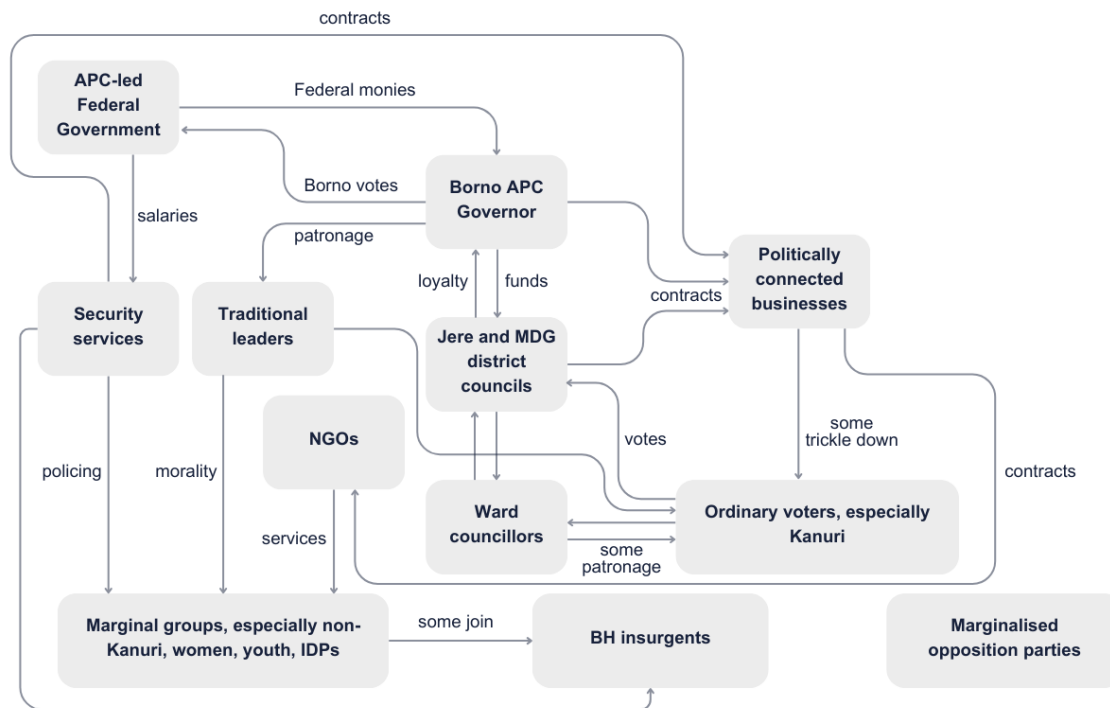 contracts
APC-led
Federal
Government
Federal monies
Borno votes
Borno APC
Governor
salaries
patronage
loyalty
funds
Politically
connected
businesses
contracts
Security
services
Traditional
leaders
Jere and MDG
district
councils
NGOs
votes
some
trickle down
policing
morality
contracts
services
Ward
councillors
Ordinary voters, especially
Kanuri
some
patronage
Marginal groups, especially non-
Kanuri, women, youth, IDPs
some join
BH insurgents
Marginalised
opposition parties